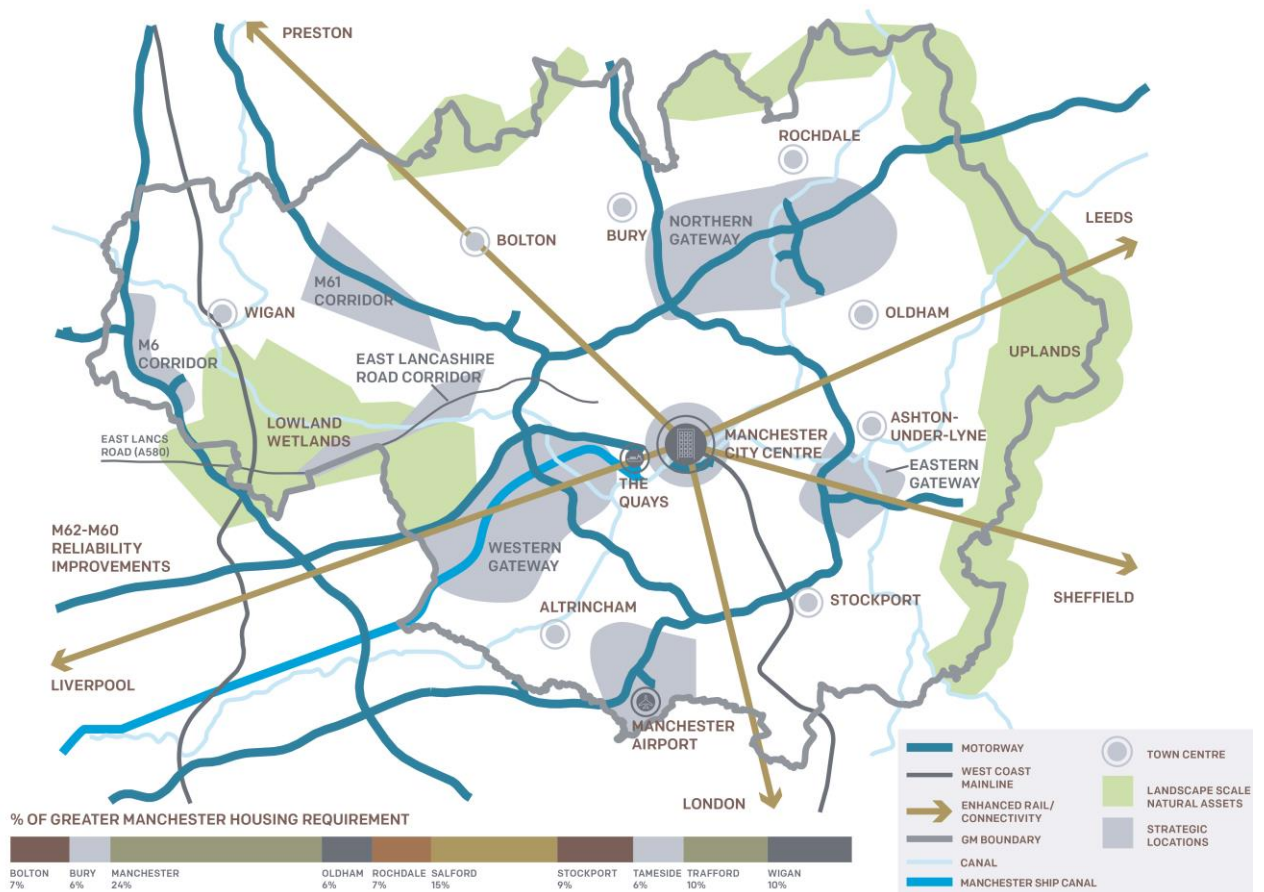 PRESTON
ROCHDALE
LEEDS
NORTHERN
GATEWAY
BURY
BOLTON
M61
CORRIDOR
WIGAN
OLDHAM
M6
CORRIDOR
EAST LANCASHIRE
ROAD CORRIDOR
UPLANDS
LOWLAND
WETLANDS
EAST LANCS
ROAD (A580)
ASHTON-
UNDER-LYNE
MANCHESTER
CITY CENTRE
EASTERN
GATEWAY
THE
QUAYS
M62-M60
RELIABILITY
IMPROVEMENTS
WESTERN
GATEWAY
ALTRINCHAM
STOCKPORT
SHEFFIELD
LIVERPOOL
MANCHESTER
AIRPORT
LONDON
MOTORWAY
WEST COAST
MAINLINE
ENHANCED RAIL/
CONNECTIVITY
GM BOUNDARY
CANAL
MANCHESTER SHIP CANAL
TOWN CENTRE
LANDSCAPE SCALE
NATURAL ASSETS
STRATEGIC
LOCATIONS
% OF GREATER MANCHESTER HOUSING REQUIREMENT
BOLTON
7%
BURY
6%
MANCHESTER
24%
OLDHAM
6%
ROCHDALE
7%
SALFORD
15%
STOCKPORT
9%
TAMESIDE
6%
TRAFFORD
10%
WIGAN
10%